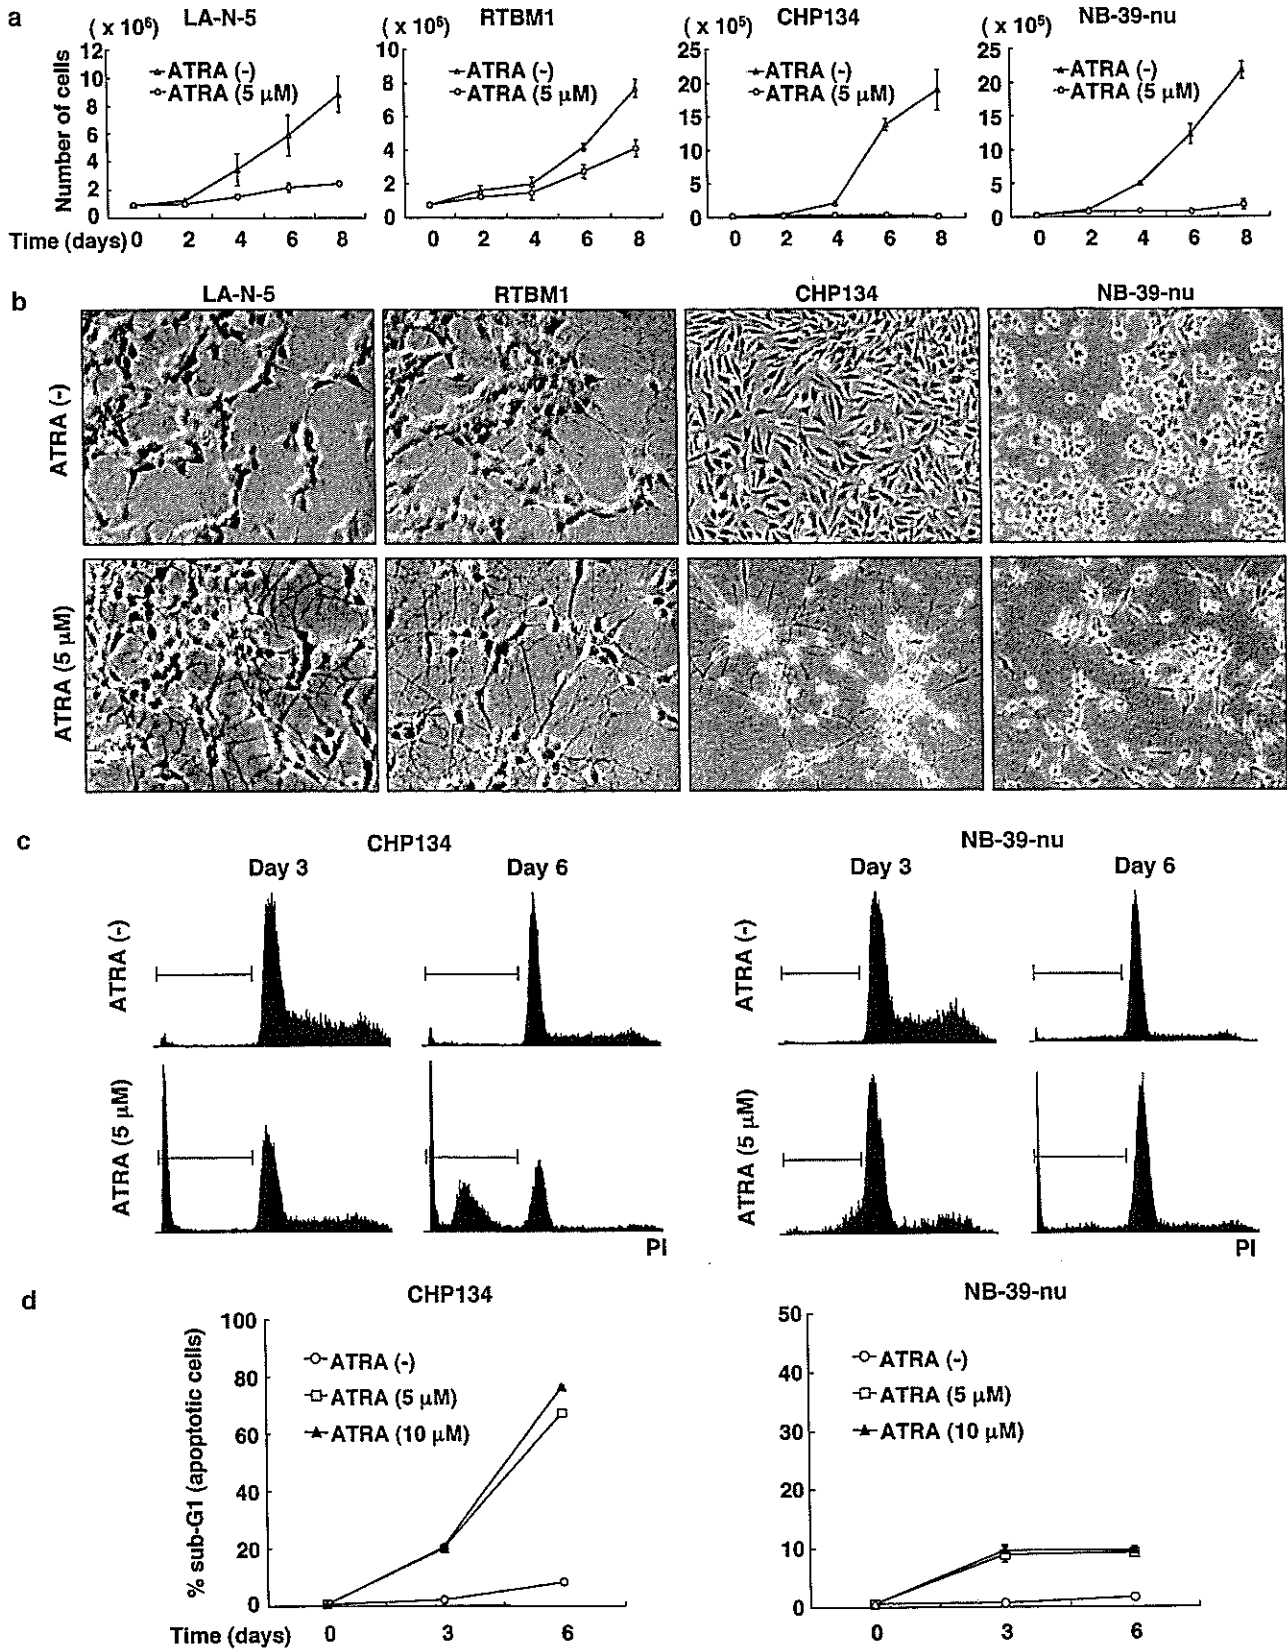 a
LA-N-5
RTBM1
CHP134
NB-39-nu
( x 10⁶)
( x 10⁶)
( x 10⁵)
( x 10⁵)
Number of cells
12
10
8
6
4
2
0
ATRA (-)
ATRA (5 µM)
10
8
6
4
2
0
ATRA (-)
ATRA (5 µM)
25
20
15
10
5
0
ATRA (-)
ATRA (5 µM)
25
20
15
10
5
0
ATRA (-)
ATRA (5 µM)
Time (days) 0 2 4 6 8
0 2 4 6 8
0 2 4 6 8
0 2 4 6 8
b
LA-N-5
RTBM1
CHP134
NB-39-nu
ATRA (-)
ATRA (5 µM)
c
CHP134
NB-39-nu
Day 3
Day 6
Day 3
Day 6
ATRA (-)
ATRA (-)
ATRA (5 µM)
ATRA (5 µM)
PI
PI
d
CHP134
NB-39-nu
% sub-G1 (apoptotic cells)
100
80
60
40
20
0
ATRA (-)
ATRA (5 µM)
ATRA (10 µM)
50
40
30
20
10
0
ATRA (-)
ATRA (5 µM)
ATRA (10 µM)
Time (days) 0 3 6
0 3 6